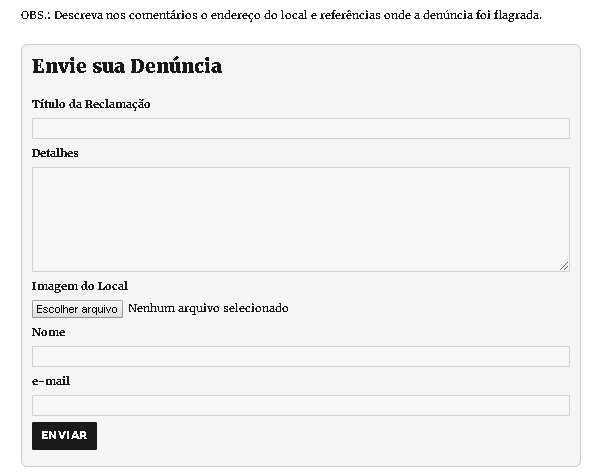 OBS.: Descreva nos comentários o endereço do local e referências onde a denúncia foi flagrada.
Envie sua Denúncia
Título da Reclamação
Detalhes
Imagem do Local
Escolher arquivo Nenhum arquivo selecionado
Nome
e-mail
ENVIAR